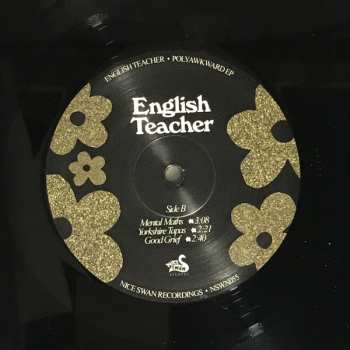 ENGLISH TEACHER • POLYAWKWARD EP
English
Teacher
Side B
Mental Maths 3:08
Yorkshire Tapas 2:21
Good Grief 2:40
NICE SWAN RECORDINGS • NSWN055